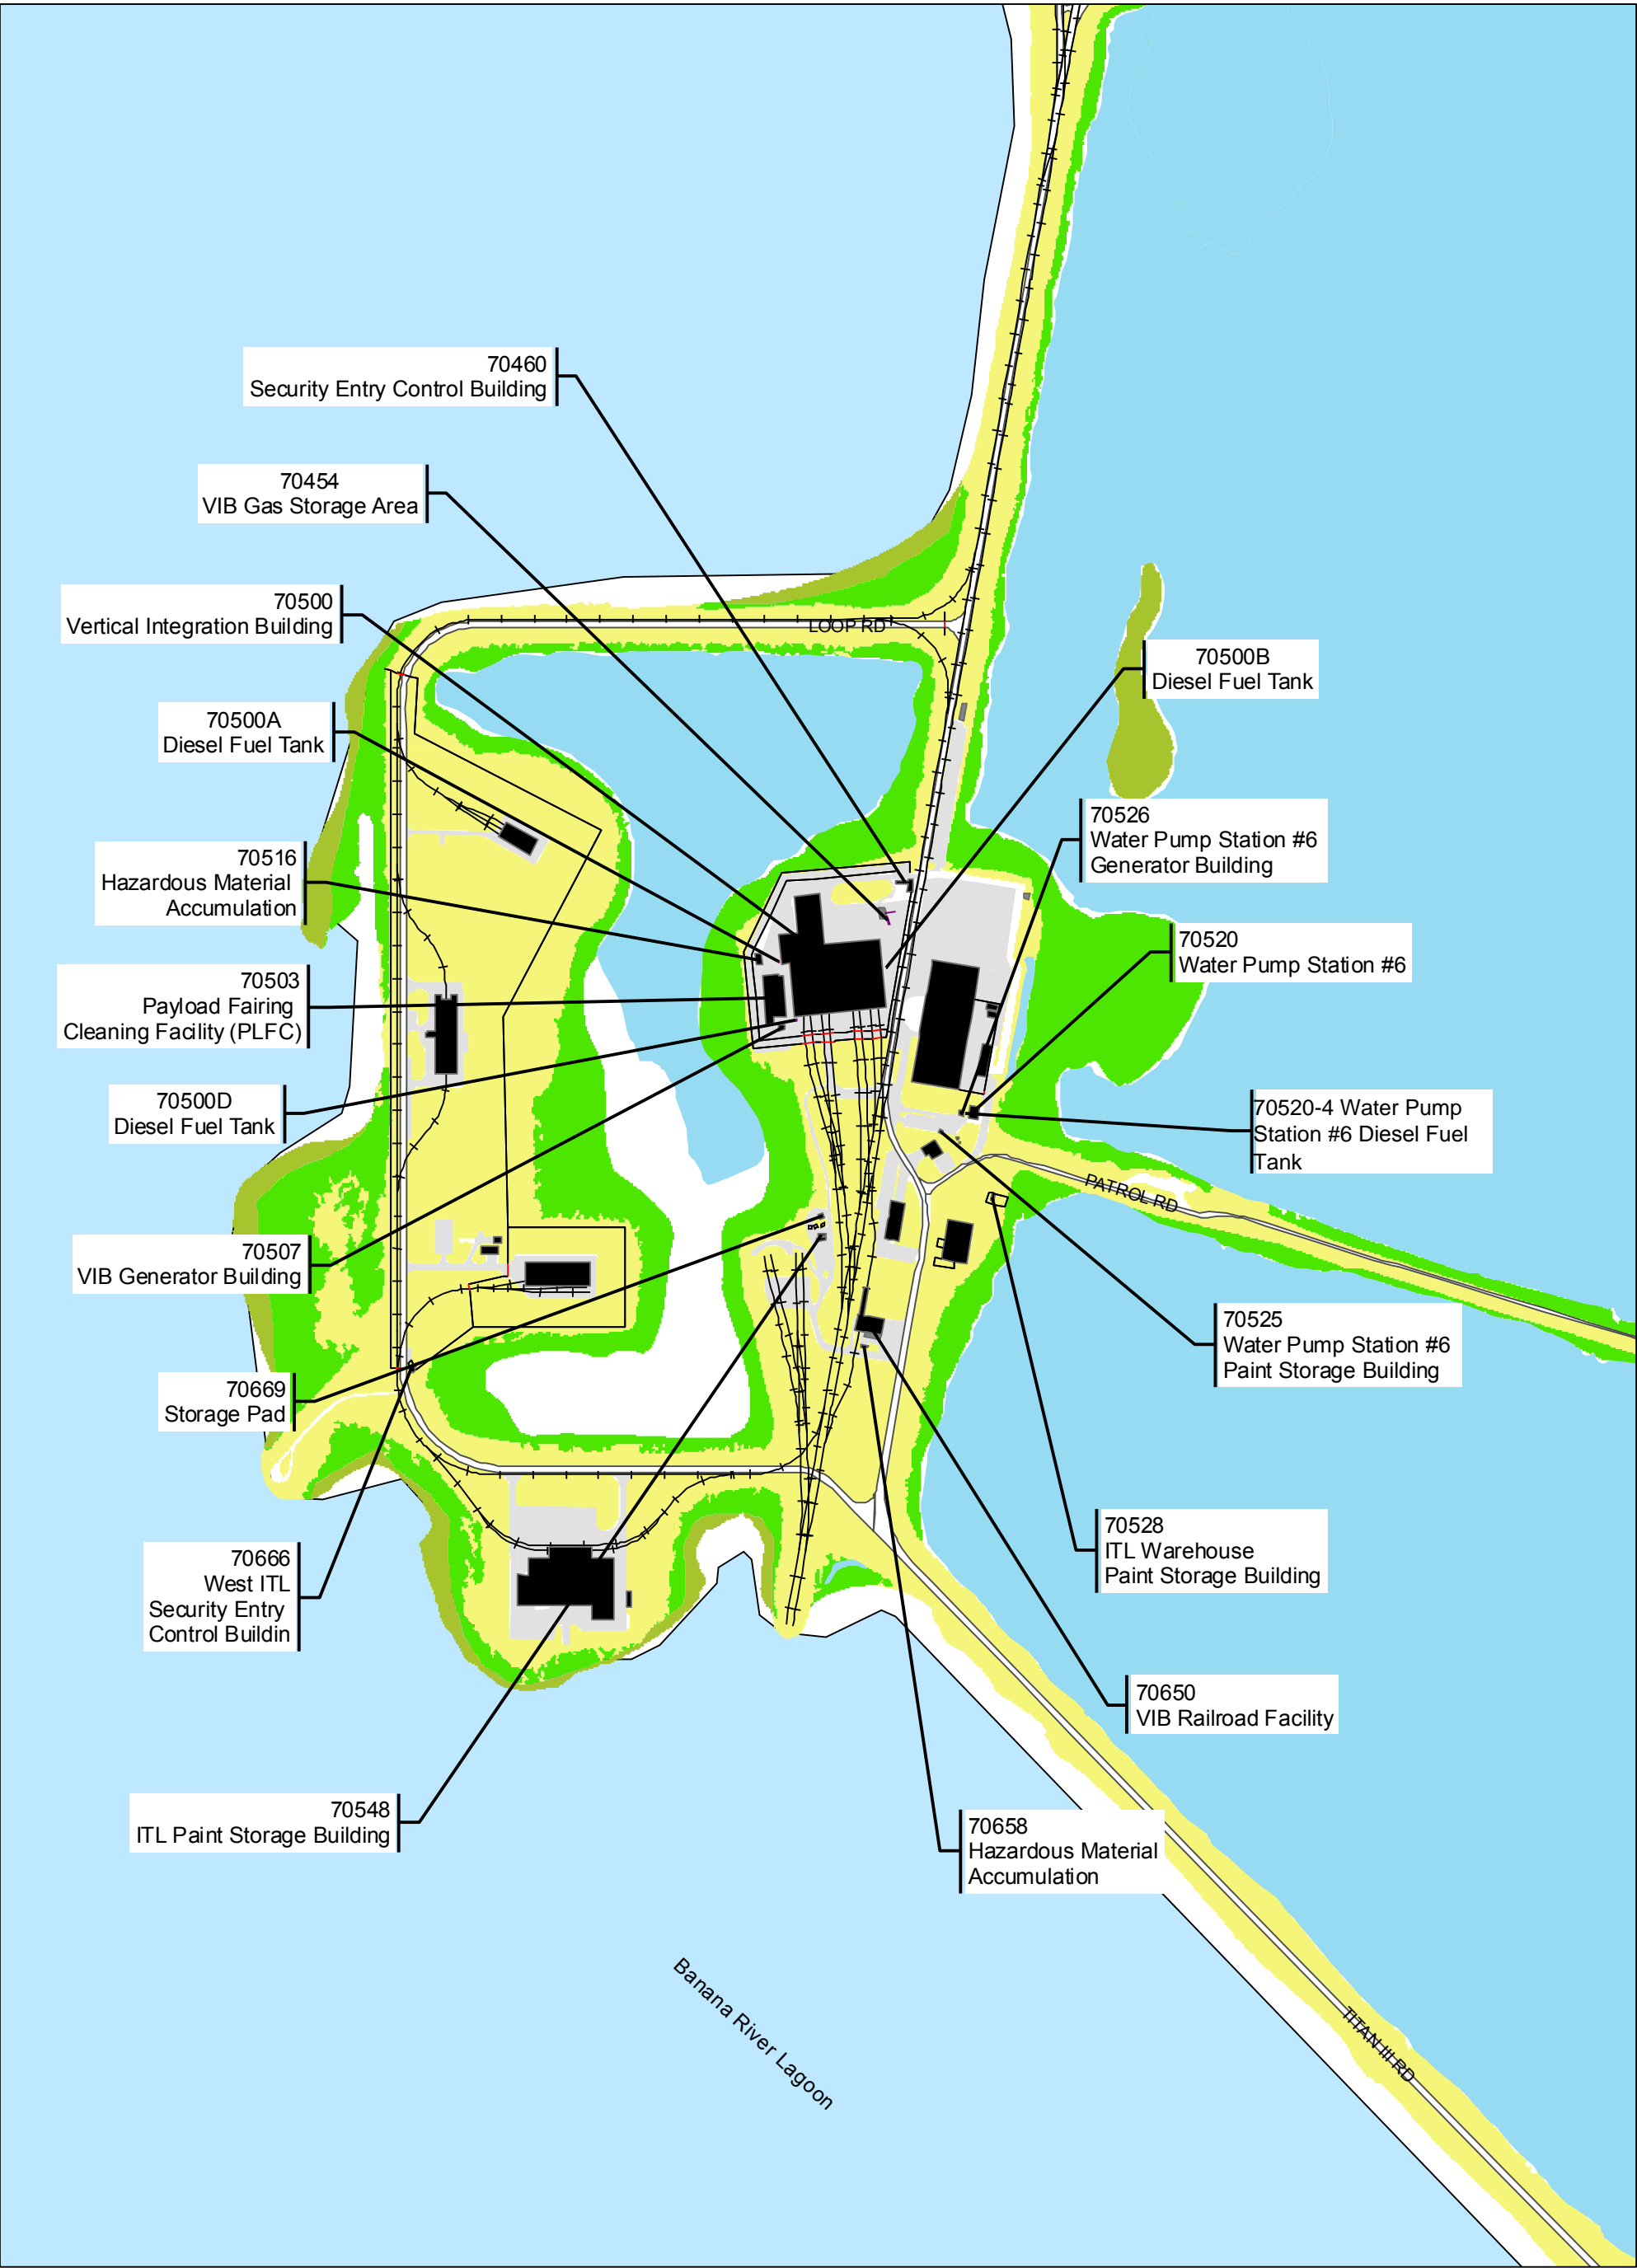 70460
Security Entry Control Building
70454
VIB Gas Storage Area
70500
Vertical Integration Building
LOOP RD
70500B
Diesel Fuel Tank
70500A
Diesel Fuel Tank
70526
Water Pump Station #6
Generator Building
70516
Hazardous Material
Accumulation
70520
Water Pump Station #6
70503
Payload Fairing
Cleaning Facility (PLFC)
70500D
Diesel Fuel Tank
70520-4 Water Pump
Station #6 Diesel Fuel
Tank
PATROL RD
70507
VIB Generator Building
70525
Water Pump Station #6
Paint Storage Building
70669
Storage Pad
70528
ITL Warehouse
Paint Storage Building
70666
West ITL
Security Entry
Control Buildin
70650
VIB Railroad Facility
70548
ITL Paint Storage Building
70658
Hazardous Material
Accumulation
Banana River Lagoon
TITAN III RD